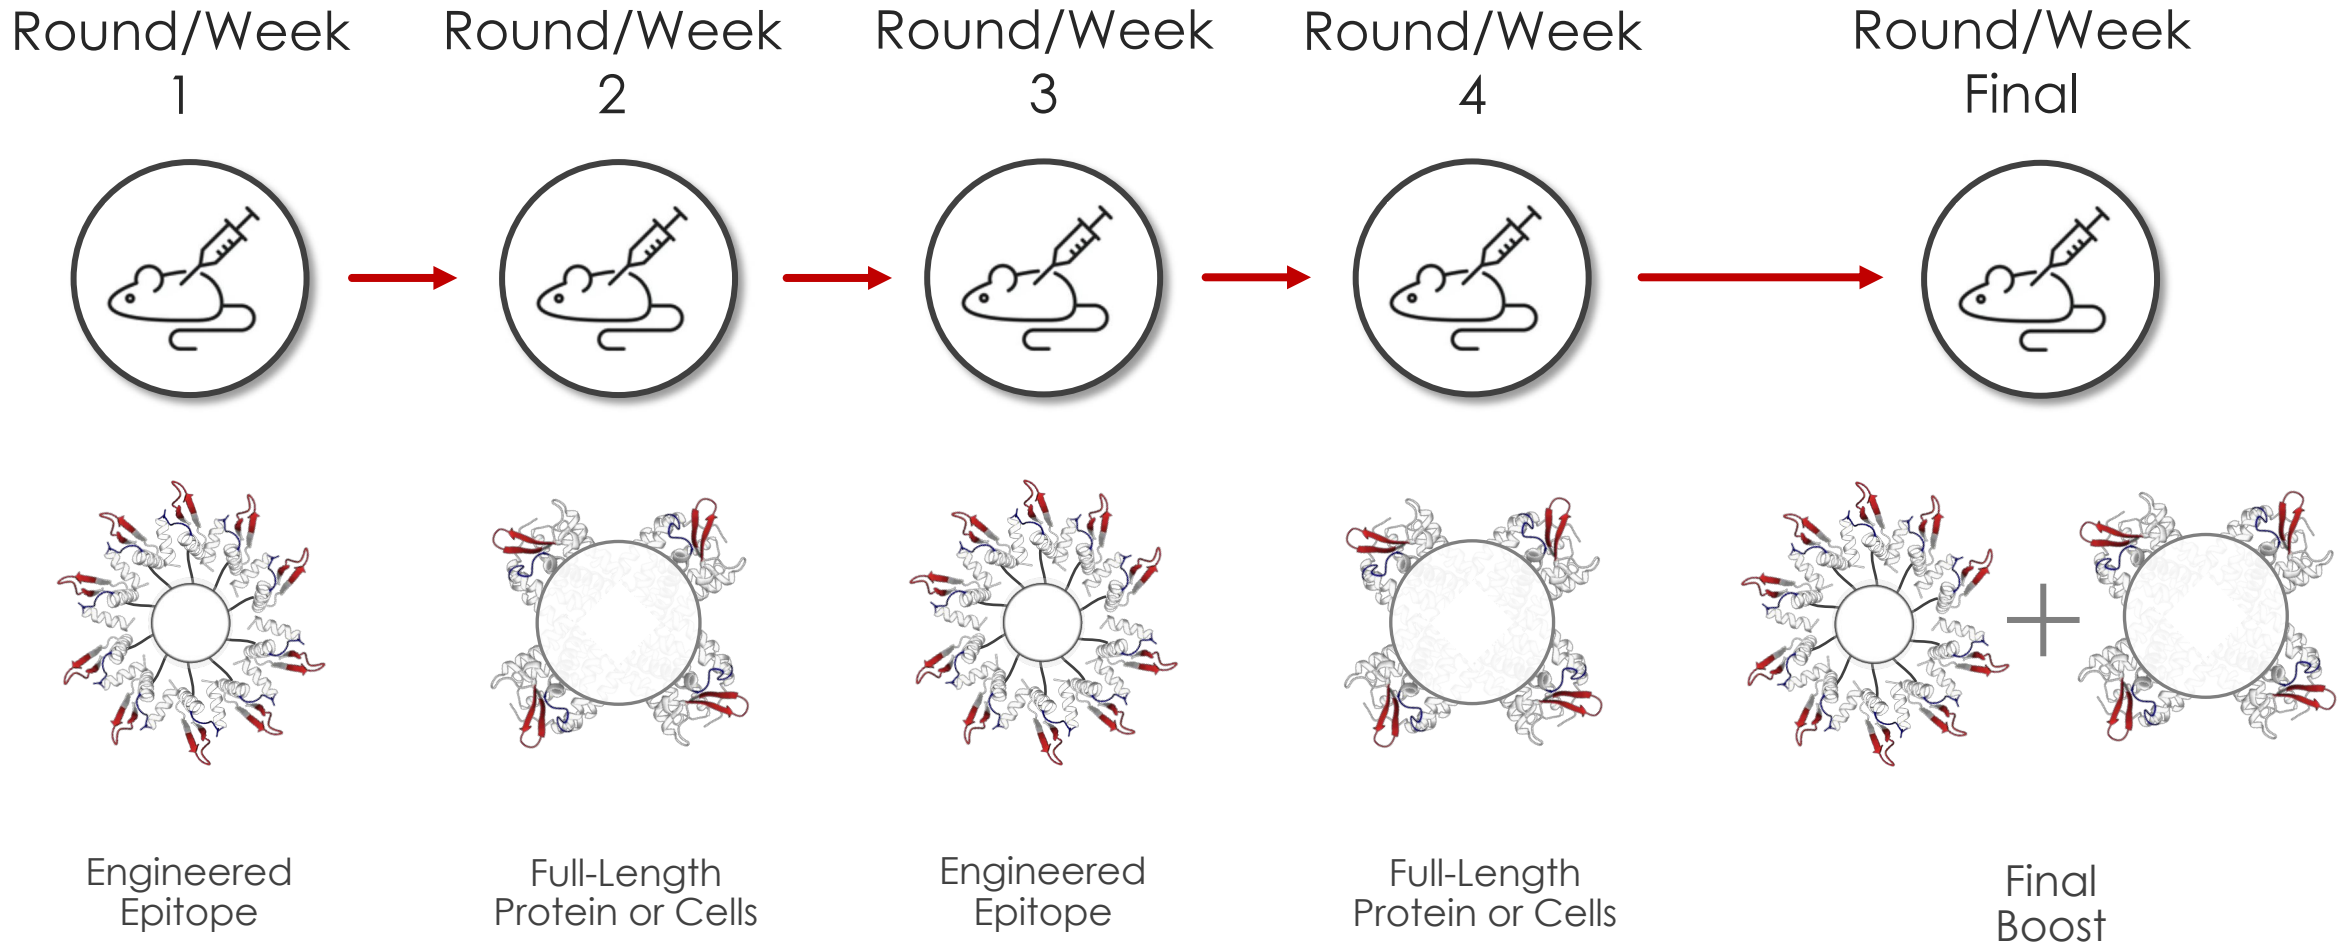 Round/Week
1
Round/Week
2
Round/Week
3
Round/Week
4
Round/Week
Final
Engineered
Epitope
Full-Length
Protein or Cells
Engineered
Epitope
Full-Length
Protein or Cells
Final
Boost